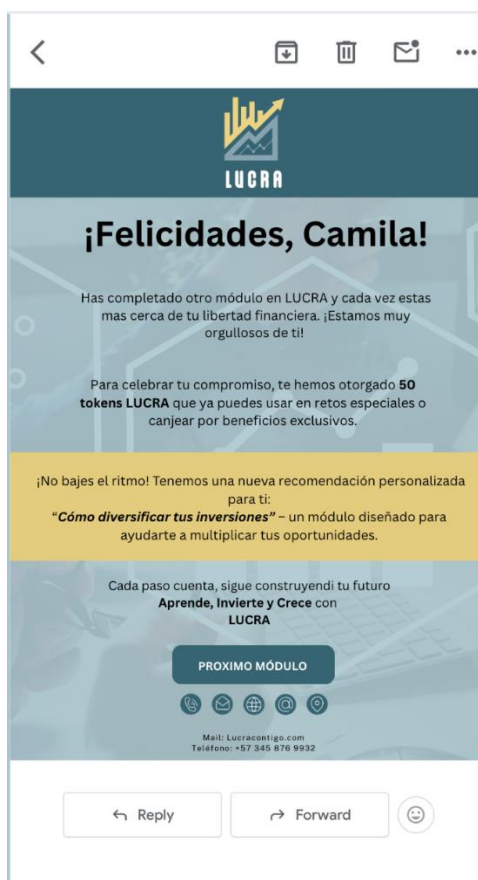 LUCRA
¡Felicidades, Camila!
Has completado otro módulo en LUCRA y cada vez estas
mas cerca de tu libertad financiera. ¡Estamos muy
orgullosos de ti!
Para celebrar tu compromiso, te hemos otorgado 50
tokens LUCRA que ya puedes usar en retos especiales o
canjear por beneficios exclusivos.
¡No bajes el ritmo! Tenemos una nueva recomendación personalizada
para ti:
“Cómo diversificar tus inversiones” – un módulo diseñado para
ayudarte a multiplicar tus oportunidades.
Cada paso cuenta, sigue construyendi tu futuro
Aprende, Invierte y Crece con
LUCRA
PROXIMO MÓDULO
Mail: Lucracontigo.com
Teléfono: +57 345 876 9932
Reply
Forward